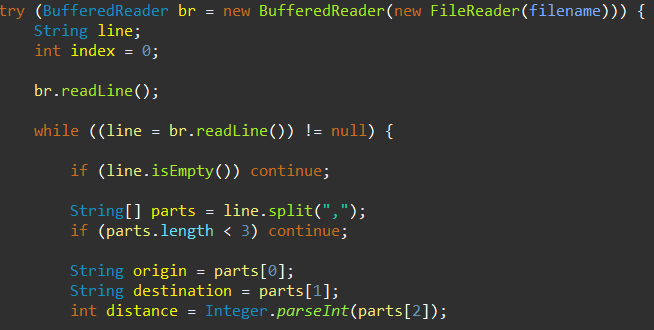 try (BufferedReader br = new BufferedReader(new FileReader(filename))) {
String line;
int index = 0;
br.readLine();
while ((line = br.readLine()) != null) {
if (line.isEmpty()) continue;
String[] parts = line.split(",");
if (parts.length < 3) continue;
String origin = parts[0];
String destination = parts[1];
int distance = Integer.parseInt(parts[2]);